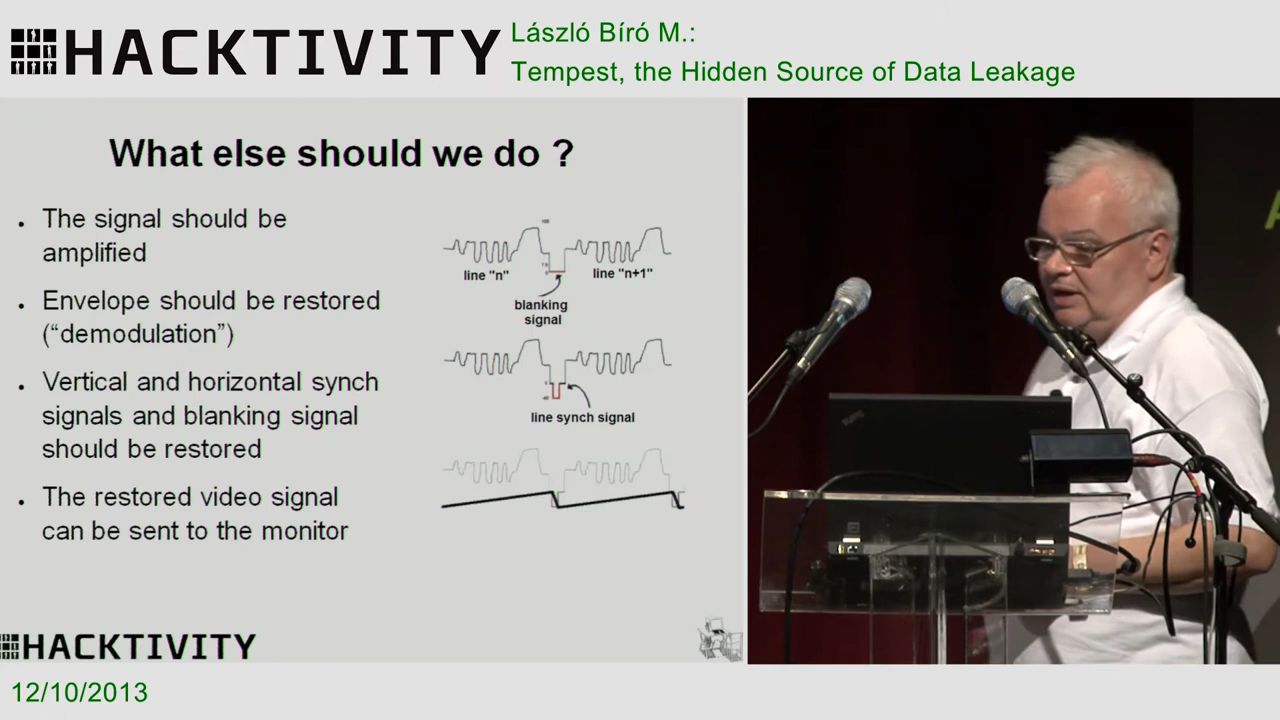 HACKTIVITY
László Bíró M.:
Tempest, the Hidden Source of Data Leakage
What else should we do ?
• The signal should be
amplified
• Envelope should be restored
(“demodulation”)
• Vertical and horizontal synch
signals and blanking signal
should be restored
• The restored video signal
can be sent to the monitor
line "n"
line "n+1"
blanking
signal
line synch signal
HACKTIVITY
12/10/2013